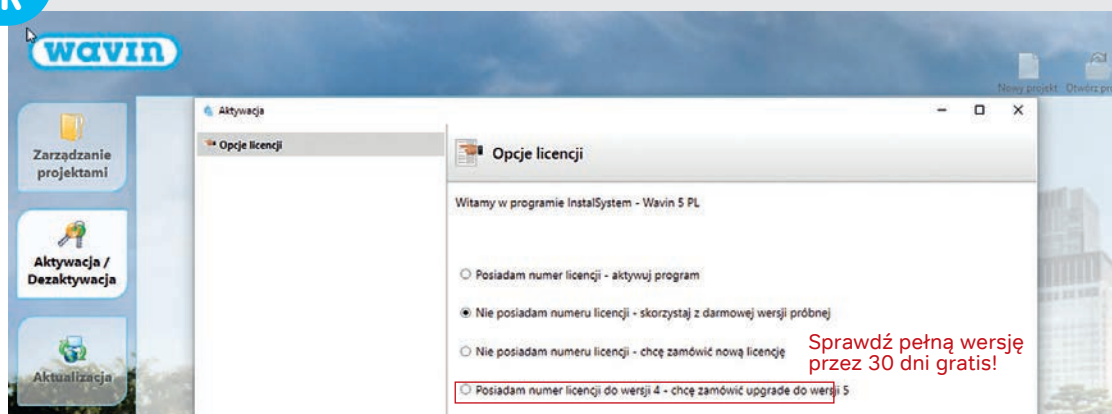 wavin
Nowy projekt
Aktywacja
Opcje licencji
Opcje licencji
Zarządzanie
projektami
Witamy w programie InstalSystem - Wavin 5 PL
Aktywacja /
Dezaktywacja
Posiadam numer licencji - aktywuj program
Nie posiadam numeru licencji - skorzystaj z darmowej wersji próbnej
Nie posiadam numeru licencji - chcę zamówić nową licencję
Sprawdź pełną wersję
przez 30 dni gratis!
Aktualizacja
Posiadam numer licencji do wersji 4 - chcę zamówić upgrade do wersji 5